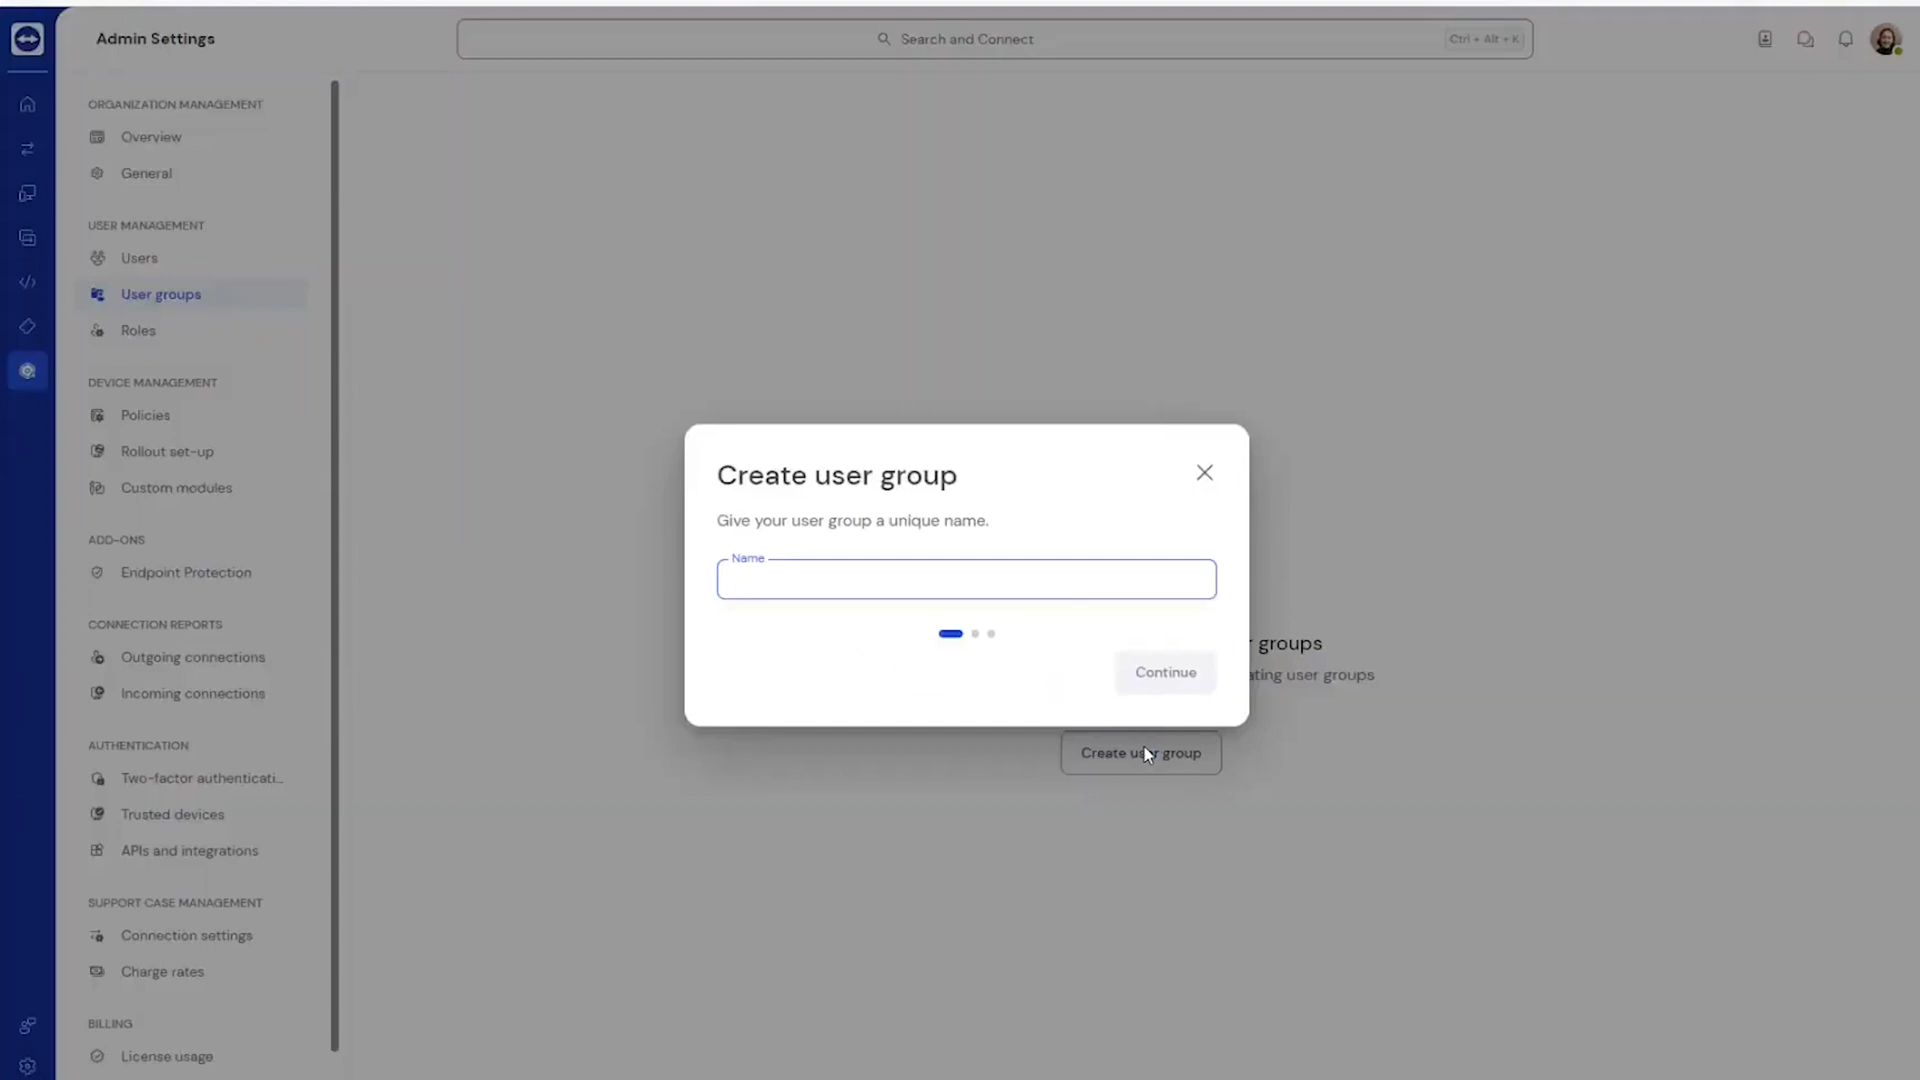 Admin Settings
Search and Connect
Ctrl + Alt + K
ORGANIZATION MANAGEMENT
Overview
General
USER MANAGEMENT
Users
User groups
Roles
DEVICE MANAGEMENT
Policies
Rollout set-up
Custom modules
ADD-ONS
Endpoint Protection
CONNECTION REPORTS
Outgoing connections
Incoming connections
AUTHENTICATION
Two-factor authenticati...
Trusted devices
APIs and integrations
SUPPORT CASE MANAGEMENT
Connection settings
Charge rates
BILLING
License usage
Create user group
Give your user group a unique name.
Name
Continue
groups
user groups
Create user group